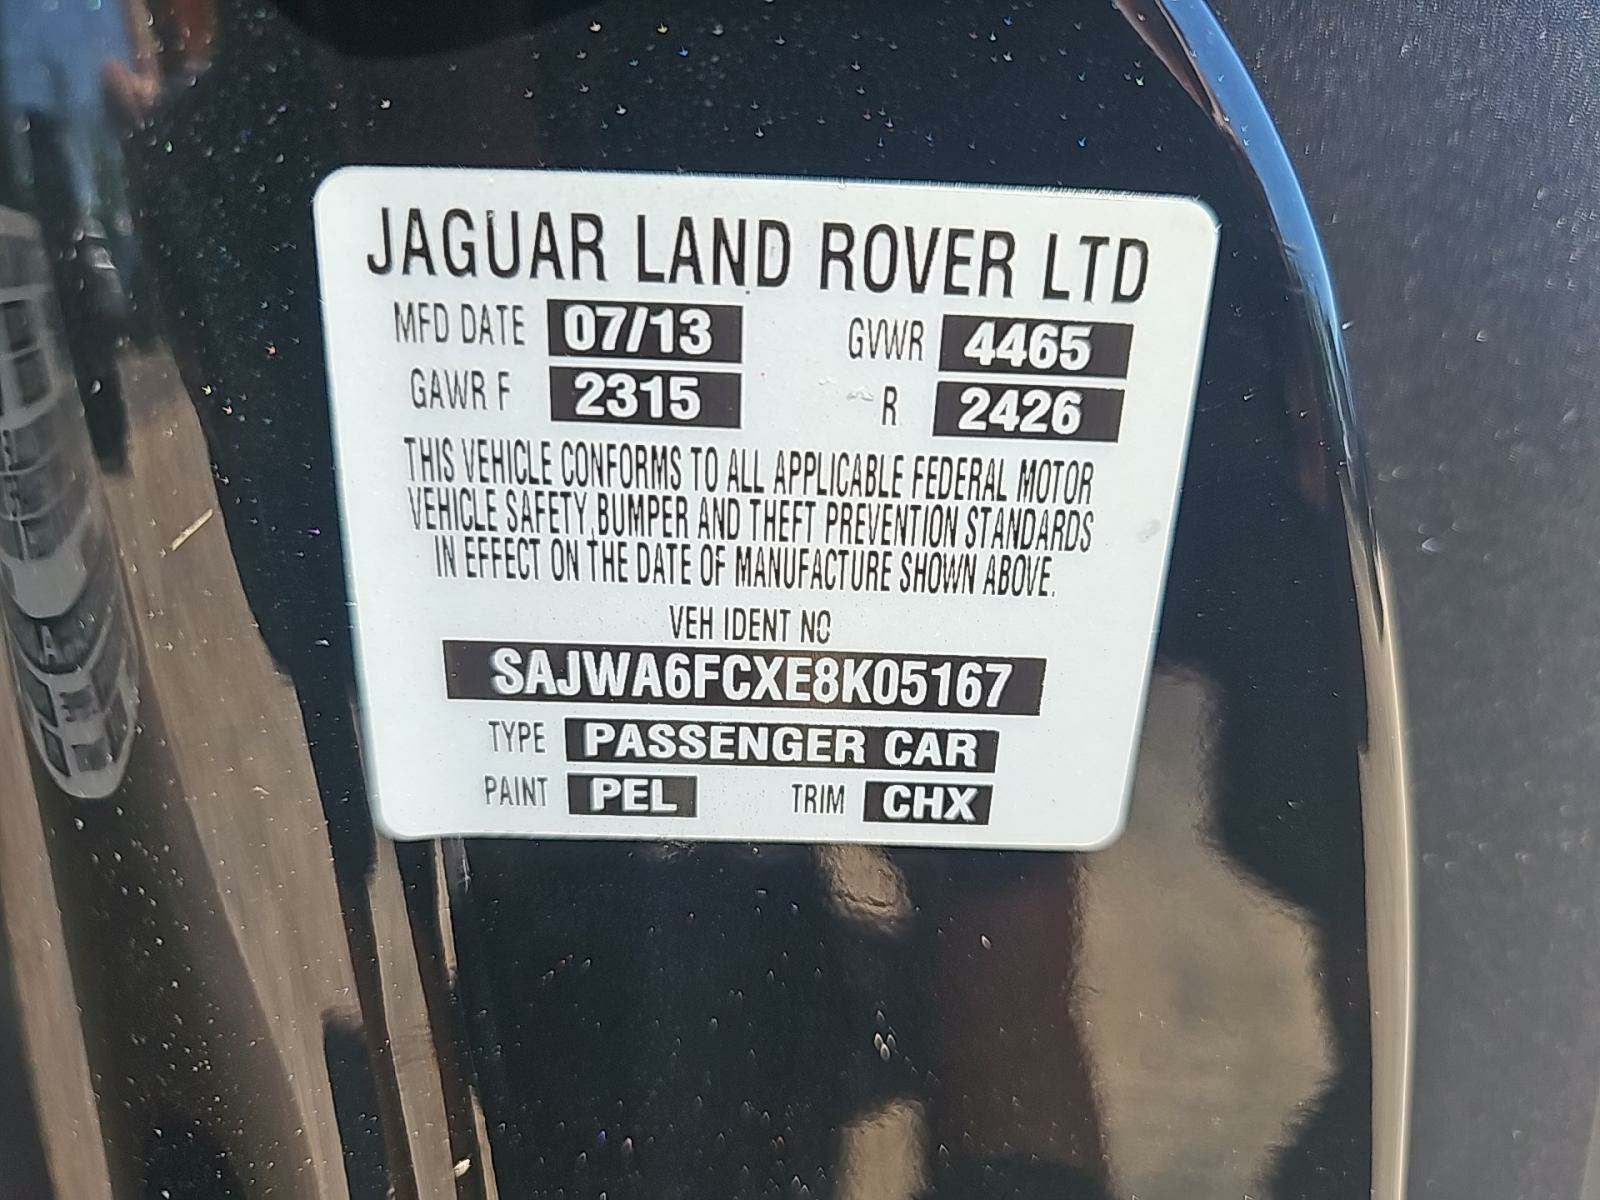 JAGUAR LAND ROVER LTD
MFD DATE 07/13 GVWR 4465
GAWR F 2315 R 2426
THIS VEHICLE CONFORMS TO ALL APPLICABLE FEDERAL MOTOR
VEHICLE SAFETY, BUMPER AND THEFT PREVENTION STANDARDS
IN EFFECT ON THE DATE OF MANUFACTURE SHOWN ABOVE.
VEH IDENT NO
SAJWA6FCXE8K05167
TYPE PASSENGER CAR
PAINT PEL TRIM CHX